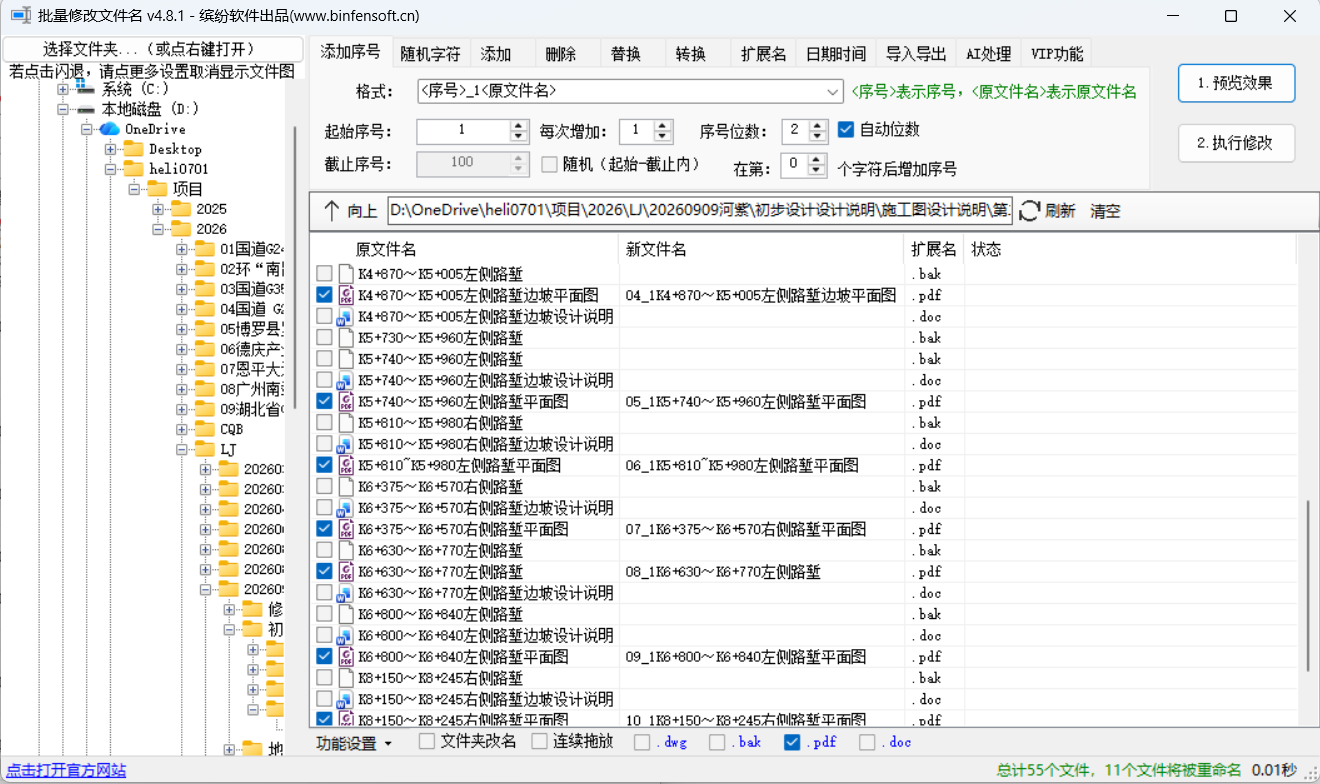 批量修改文件名 v4.8.1 - 缤纷软件出品(www.binfensoft.cn)
选择文件夹...（或点右键打开）
若点击闪退，请点更多设置取消显示文件图
系统 (C:)
本地磁盘 (D:)
OneDrive
Desktop
heli0701
项目
2025
2026
01国道G24
02环“南
03国道G35
04国道 G
05博罗县
06德庆产
07恩平大
08广州南
09湖北省
CQB
LJ
20260
20260
20260
20260
20260
20260
20260
修
初
地
点击打开官方网站
添加序号 随机字符 添加 删除 替换 转换 扩展名 日期时间 导入导出 AI处理 VIP功能
格式: <序号>_1<原文件名> <序号>表示序号，<原文件名>表示原文件名
起始序号: 1 每次增加: 1 序号位数: 2 自动位数
截止序号: 100 随机（起始-截止内） 在第: 0 个字符后增加序号
1.预览效果
2.执行修改
向上 D:\OneDrive\heli0701\项目\2026\LJ\20260909河紫\初步设计设计说明\施工图设计说明\第 刷新 清空
原文件名 新文件名 扩展名 状态
K4+870～K5+005左侧路堑 .bak
K4+870～K5+005左侧路堑边坡平面图 04_1K4+870～K5+005左侧路堑边坡平面图 .pdf
K4+870～K5+005左侧路堑边坡设计说明 .doc
K5+730～K5+960左侧路堑 .bak
K5+740～K5+960左侧路堑 .bak
K5+740～K5+960左侧路堑边坡设计说明 .doc
K5+740～K5+960左侧路堑平面图 05_1K5+740～K5+960左侧路堑平面图 .pdf
K5+810～K5+980右侧路堑 .bak
K5+810～K5+980右侧路堑边坡设计说明 .doc
K5+810~K5+980左侧路堑平面图 06_1K5+810~K5+980左侧路堑平面图 .pdf
K6+375～K6+570右侧路堑 .bak
K6+375～K6+570右侧路堑边坡设计说明 .doc
K6+375～K6+570右侧路堑平面图 07_1K6+375～K6+570右侧路堑平面图 .pdf
K6+630～K6+770左侧路堑 .bak
K6+630～K6+770左侧路堑 08_1K6+630～K6+770左侧路堑 .pdf
K6+630～K6+770左侧路堑边坡设计说明 .doc
K6+800～K6+840左侧路堑 .bak
K6+800～K6+840左侧路堑边坡设计说明 .doc
K6+800～K6+840左侧路堑平面图 09_1K6+800～K6+840左侧路堑平面图 .pdf
K8+150～K8+245右侧路堑 .bak
K8+150～K8+245右侧路堑边坡设计说明 .doc
K8+150～K8+245右侧路堑平面图 10_1K8+150～K8+245右侧路堑平面图 .pdf
功能设置 文件夹改名 连续拖放 .dwg .bak .pdf .doc
总计55个文件，11个文件将被重命名 0.01秒